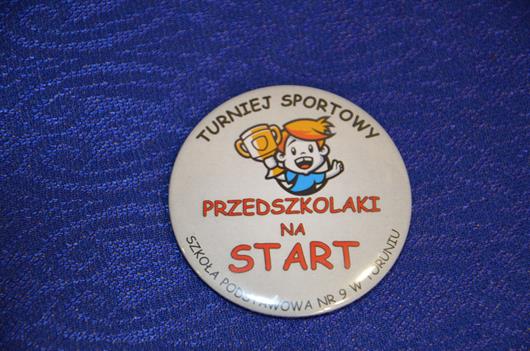 TURNIEJ SPORTOWY
PRZEDSZKOLAKI
NA
START
SZKOŁA PODSTAWOWA NR 9 W TORUNIU